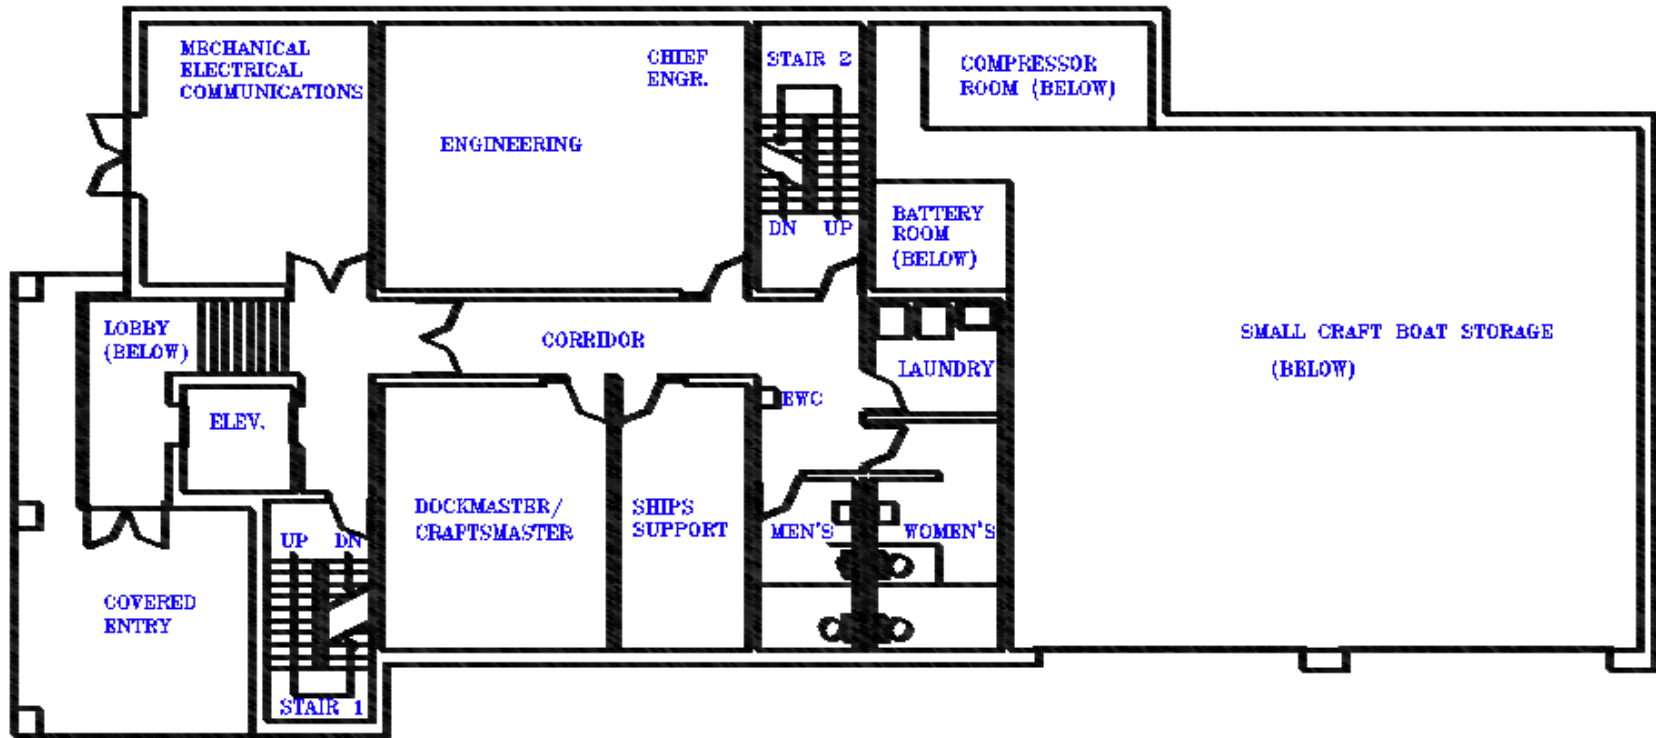 MECHANICAL
ELECTRICAL
COMMUNICATIONS
CHIEF
ENGR.
STAIR 2
COMPRESSOR
ROOM (BELOW)
ENGINEERING
DN UP
BATTERY
ROOM
(BELOW)
LOBBY
(BELOW)
CORRIDOR
SMALL CRAFT BOAT STORAGE
(BELOW)
LAUNDRY
EWC
ELEV.
DOCKMASTER/
CRAFTSMASTER
SHIPS
SUPPORT
MEN'S
WOMEN'S
UP DN
COVERED
ENTRY
STAIR 1